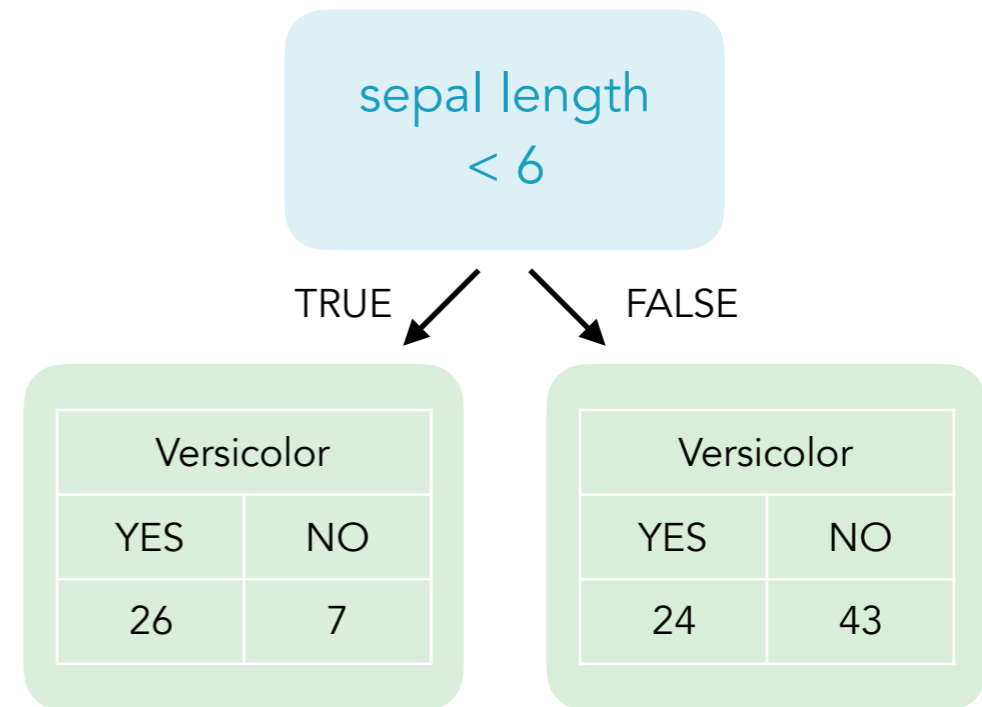 sepal length
< 6
TRUE
FALSE
Versicolor
YES NO
26 7
Versicolor
YES NO
24 43